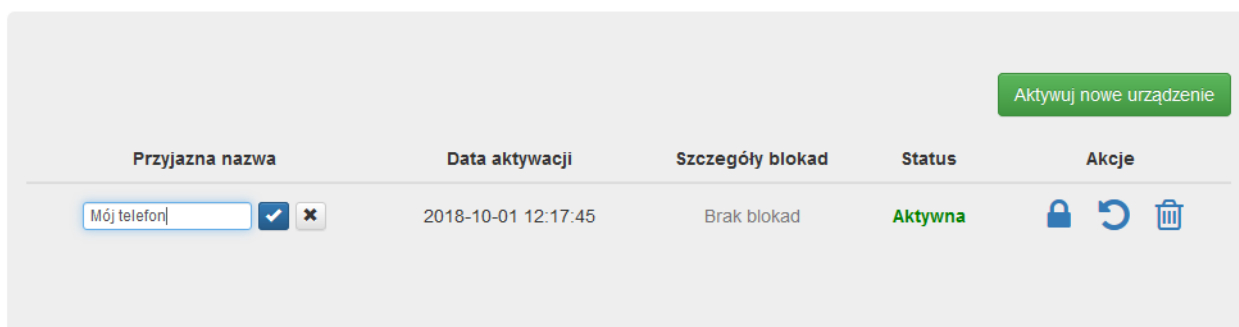 Aktywuj nowe urządzenie
Przyjazna nazwa Data aktywacji Szczegóły blokad Status Akcje
Mój telefon 2018-10-01 12:17:45 Brak blokad Aktywna